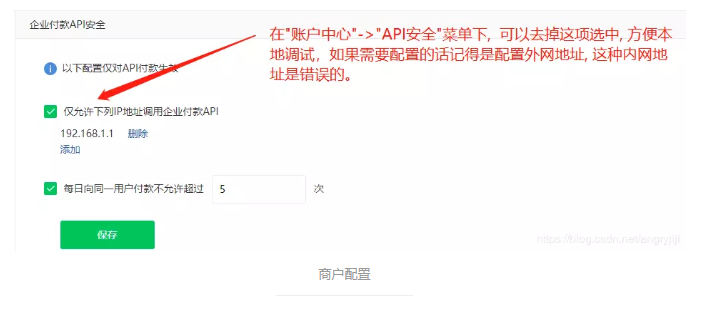 企业付款API安全
在"账户中心"->"API安全"菜单下, 可以去掉这项选中, 方便本
地调试, 如果需要配置的话记得是配置外网地址, 这种内网地
址是错误的。
以下配置仅对API付款生效
仅允许下列IP地址调用企业付款API
192.168.1.1 删除
添加
每日向同一用户付款不允许超过 5 次
保存
https://blog.csdn.net/angryjiji
商户配置